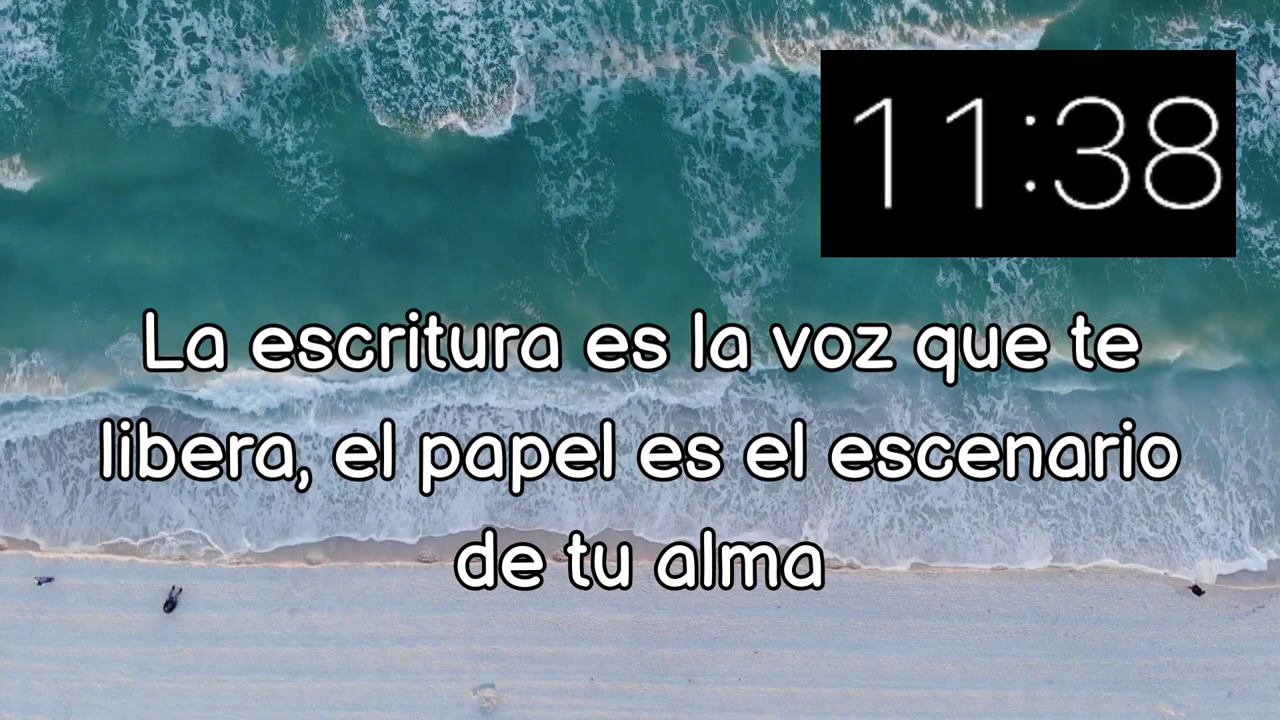 11:38
La escritura es la voz que te
libera, el papel es el escenario
de tu alma